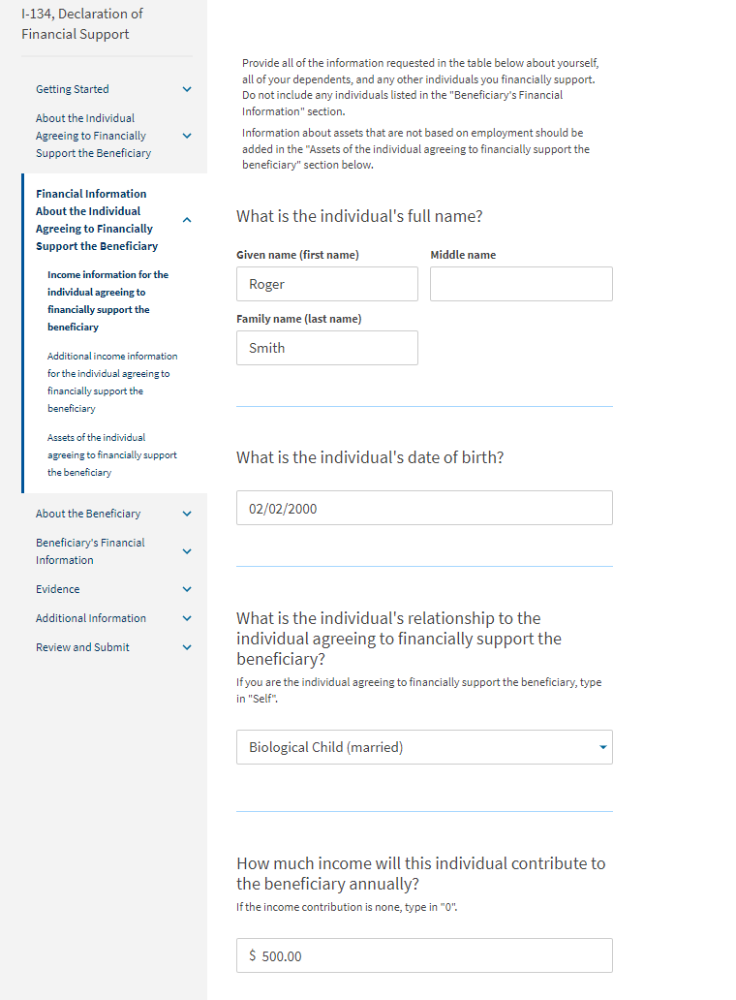 I-134, Declaration of
Financial Support
Getting Started
About the Individual
Agreeing to Financially
Support the Beneficiary
Financial Information
About the Individual
Agreeing to Financially
Support the Beneficiary
Income information for the
individual agreeing to
financially support the
beneficiary
Additional income information
for the individual agreeing to
financially support the
beneficiary
Assets of the individual
agreeing to financially support
the beneficiary
About the Beneficiary
Beneficiary's Financial
Information
Evidence
Additional Information
Review and Submit
Provide all of the information requested in the table below about yourself,
all of your dependents, and any other individuals you financially support.
Do not include any individuals listed in the "Beneficiary's Financial
Information" section.
Information about assets that are not based on employment should be
added in the "Assets of the individual agreeing to financially support the
beneficiary" section below.
What is the individual's full name?
Given name (first name) Middle name
Roger
Family name (last name)
Smith
What is the individual's date of birth?
02/02/2000
What is the individual's relationship to the
individual agreeing to financially support the
beneficiary?
If you are the individual agreeing to financially support the beneficiary, type
in "Self".
Biological Child (married)
How much income will this individual contribute to
the beneficiary annually?
If the income contribution is none, type in "0".
$ 500.00